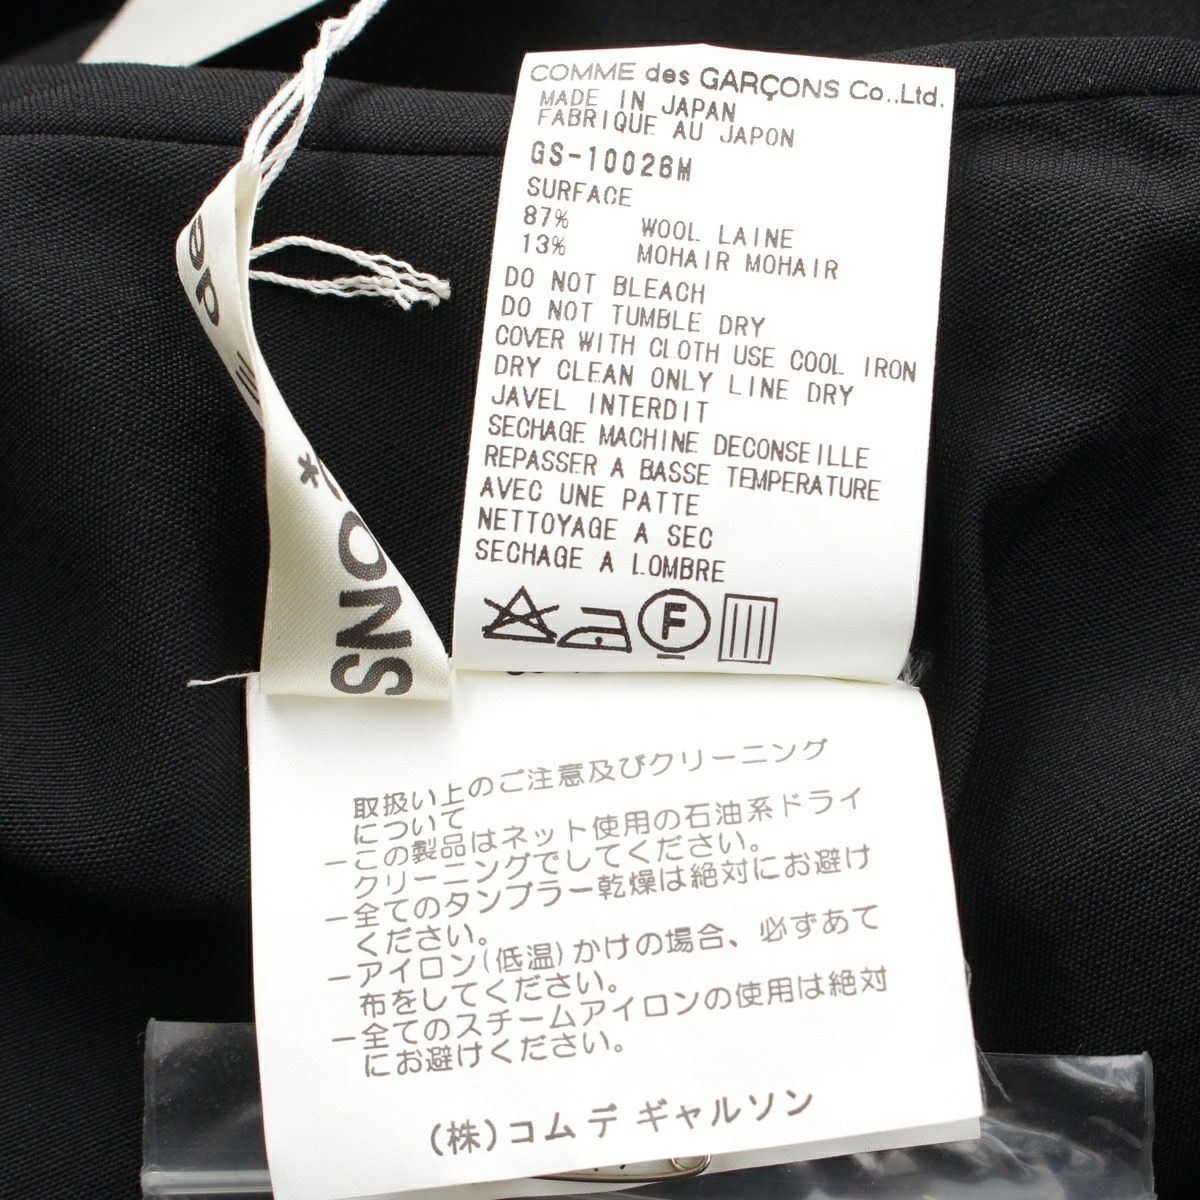 COMME des GARÇONS Co.,Ltd.
MADE IN JAPAN
FABRIQUE AU JAPON
GS-10026M
SURFACE
87% WOOL LAINE
13% MOHAIR MOHAIR
DO NOT BLEACH
DO NOT TUMBLE DRY
COVER WITH CLOTH USE COOL IRON
DRY CLEAN ONLY LINE DRY
JAVEL INTERDIT
SECHAGE MACHINE DECONSEILLE
REPASSER A BASSE TEMPERATURE
AVEC UNE PATTE
NETTOYAGE A SEC
SECHAGE A LOMBRE
F
de
ONS
取扱い上のご注意及びクリーニング
について
ー この製品はネット使用の石油系ドライ
クリーニングでしてください。
ー 全てのタンブラー乾燥は絶対にお避け
ください。
ー アイロン(低温)かけの場合、必ずあて
布をしてください。
ー 全てのスチームアイロンの使用は絶対
にお避けください。
(株)コム デ ギャルソン